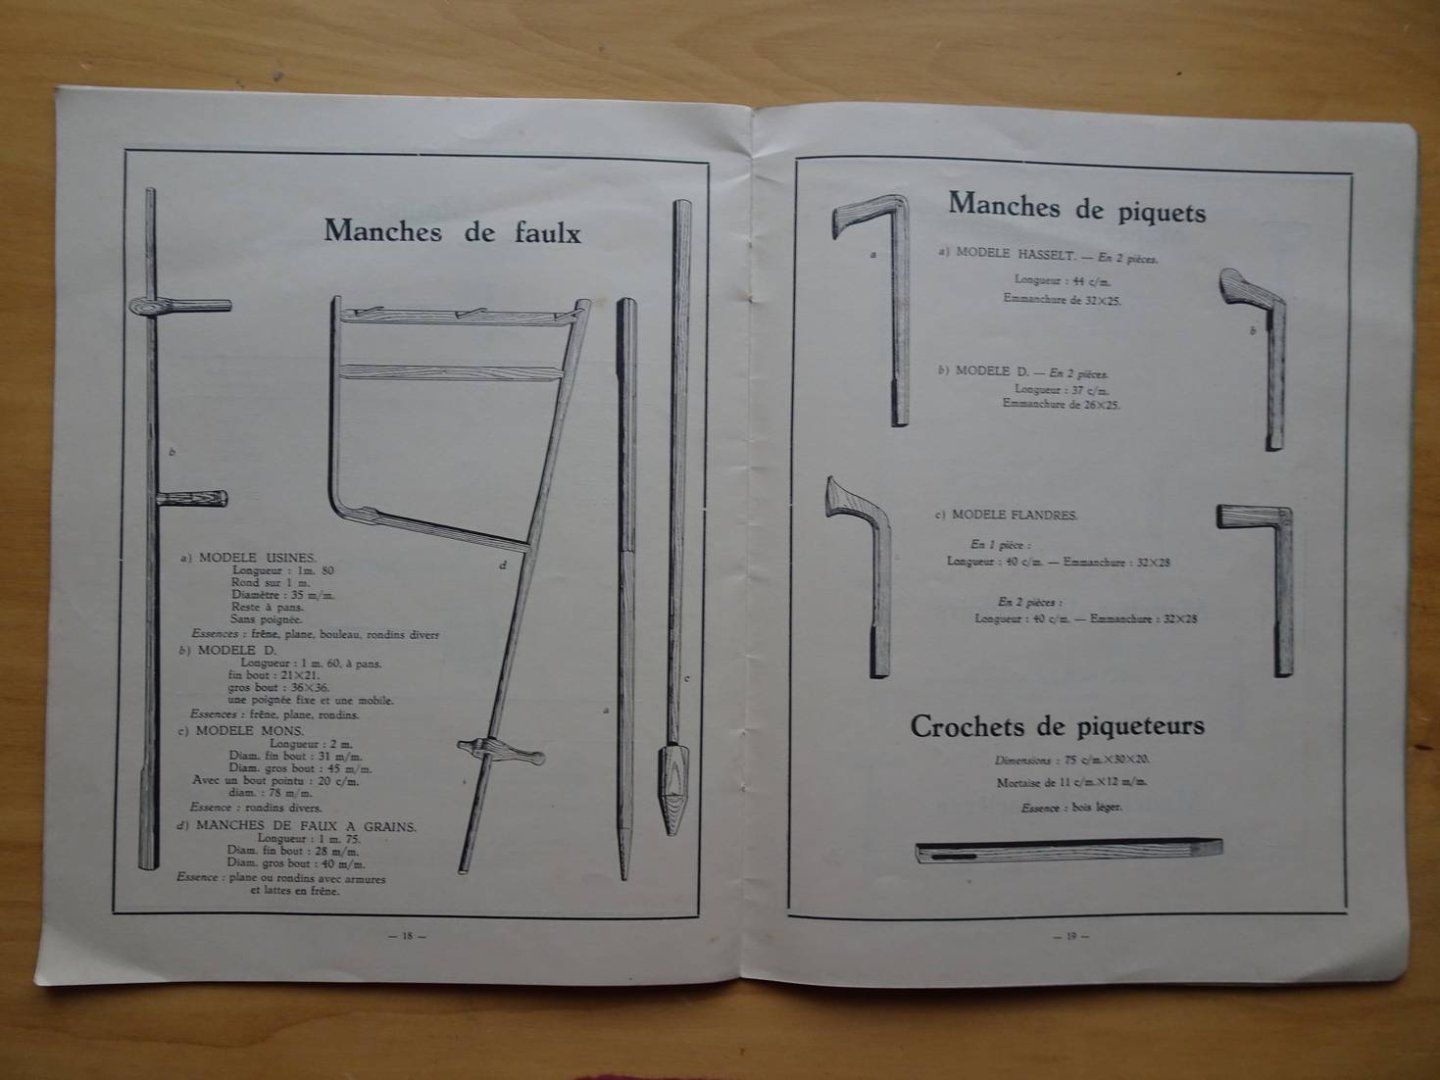 Manches de faulx
b
d
a
c
a) MODELE USINES.
Longueur : 1m. 80
Rond sur 1 m.
Diamètre : 35 m/m.
Reste à pans.
Sans poignée.
Essences : frêne, plane, bouleau, rondins divers
b) MODELE D.
Longueur : 1 m. 60, à pans.
fin bout : 21×21.
gros bout : 36×36.
une poignée fixe et une mobile.
Essences : frêne, plane, rondins.
c) MODELE MONS.
Longueur : 2 m.
Diam. fin bout : 31 m/m.
Diam. gros bout : 45 m/m.
Avec un bout pointu : 20 c/m.
diam. : 78 m/m.
Essence : rondins divers.
d) MANCHES DE FAUX A GRAINS.
Longueur : 1 m. 75.
Diam. fin bout : 28 m/m.
Diam. gros bout : 40 m/m.
Essence : plane ou rondins avec armures
et lattes en frêne.
— 18 —
Manches de piquets
a
a) MODELE HASSELT. — En 2 pièces.
Longueur : 44 c/m.
Emmanchure de 32×25.
b
b) MODELE D. — En 2 pièces.
Longueur : 37 c/m.
Emmanchure de 26×25.
c) MODELE FLANDRES.
En 1 pièce :
Longueur : 40 c/m. — Emmanchure : 32×28
En 2 pièces :
Longueur : 40 c/m. — Emmanchure : 32×28
Crochets de piqueteurs
Dimensions : 75 c/m.×30×20.
Mortaise de 11 c/m.×12 m/m.
Essence : bois léger.
— 19 —